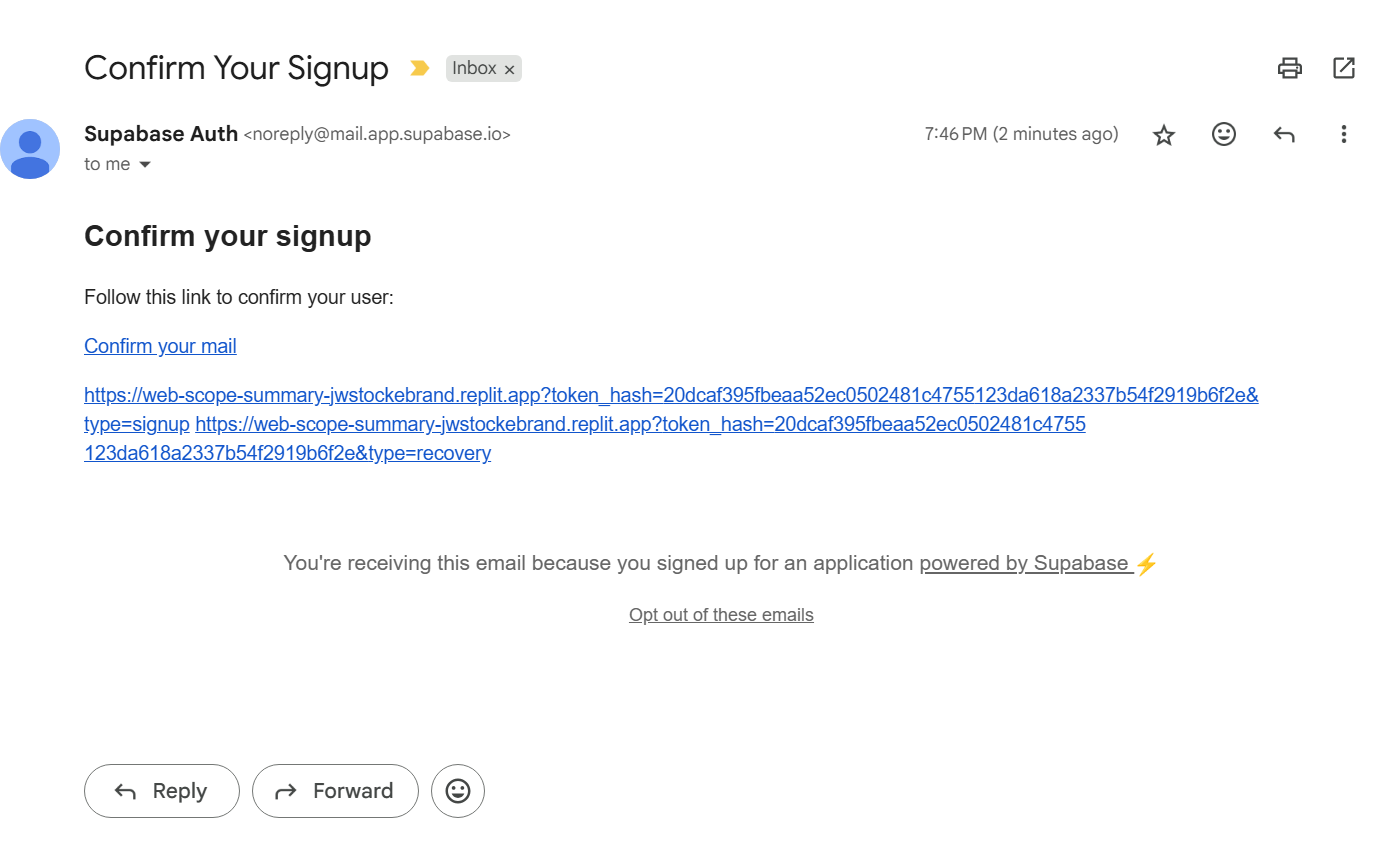 Confirm Your Signup Inbox ×
Supabase Auth <noreply@mail.app.supabase.io> 7:46 PM (2 minutes ago)
to me
Confirm your signup
Follow this link to confirm your user:
Confirm your mail
https://web-scope-summary-jwstockebrand.replit.app?token_hash=20dcaf395fbeaa52ec0502481c4755123da618a2337b54f2919b6f2e&
type=signup https://web-scope-summary-jwstockebrand.replit.app?token_hash=20dcaf395fbeaa52ec0502481c4755
123da618a2337b54f2919b6f2e&type=recovery
You're receiving this email because you signed up for an application powered by Supabase ⚡
Opt out of these emails
Reply Forward